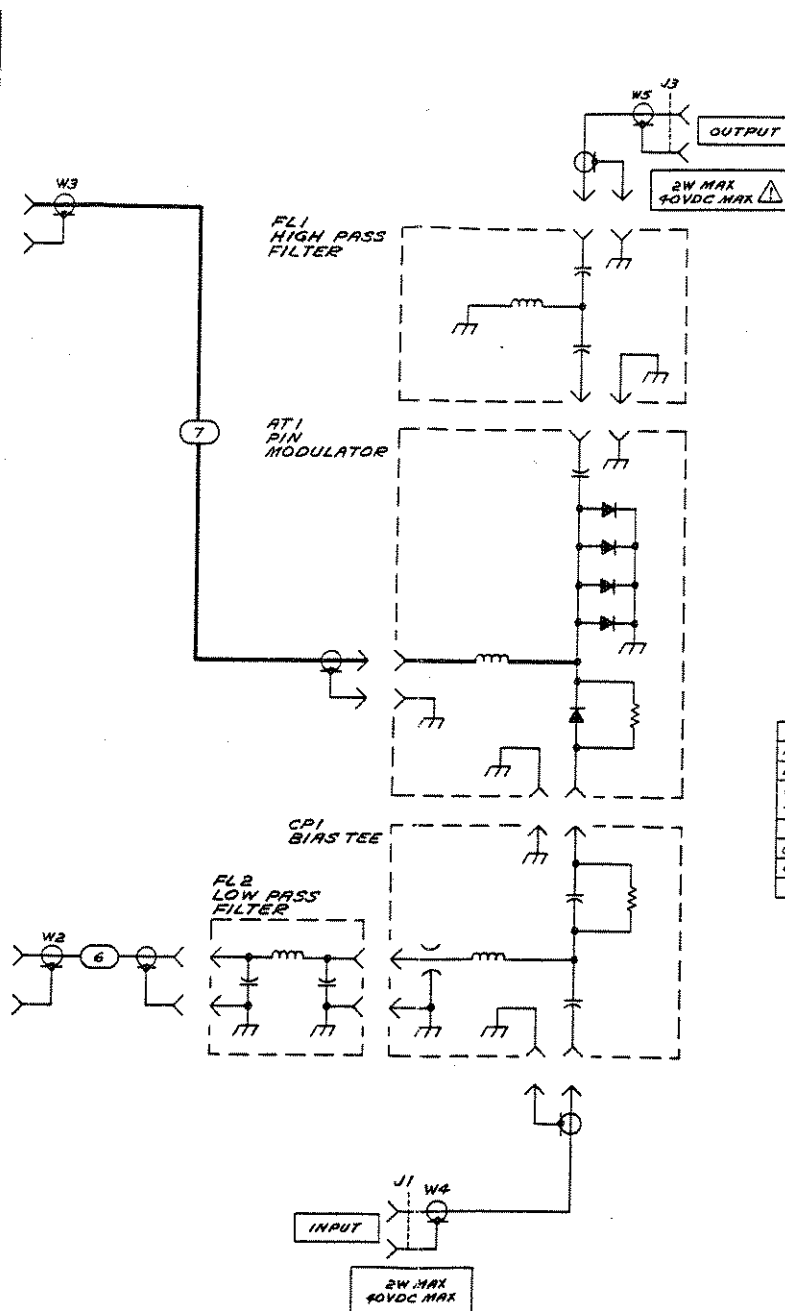 J3
W5
OUTPUT
2W MAX
40VDC MAX
W3
FL1
HIGH PASS
FILTER
7
AT1
PIN
MODULATOR
CP1
BIAS TEE
FL2
LOW PASS
FILTER
W2
6
J1
W4
INPUT
2W MAX
40VDC MAX